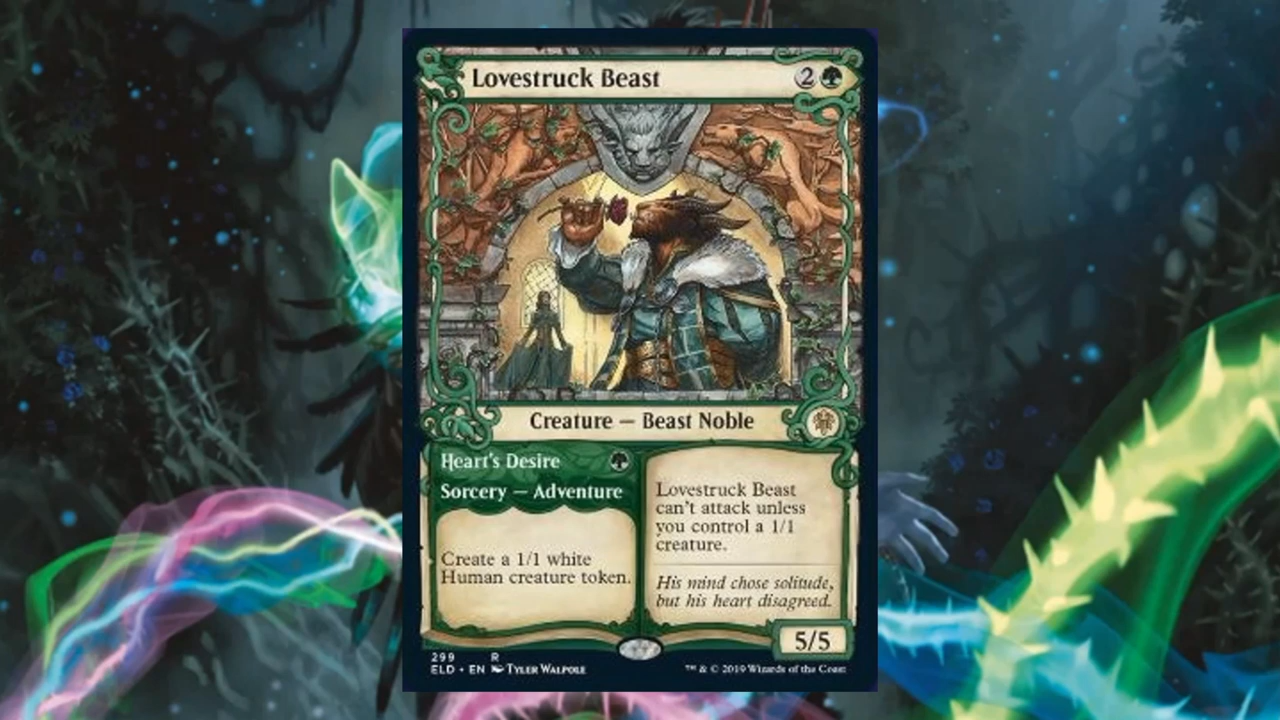 Lovestruck Beast 2
Creature — Beast Noble
Heart's Desire
Sorcery — Adventure
Create a 1/1 white
Human creature token.
Lovestruck Beast
can't attack unless
you control a 1/1
creature.
His mind chose solitude,
but his heart disagreed.
5/5
299 R
ELD • EN TYLER WALPOLE
™ & © 2019 Wizards of the Coast